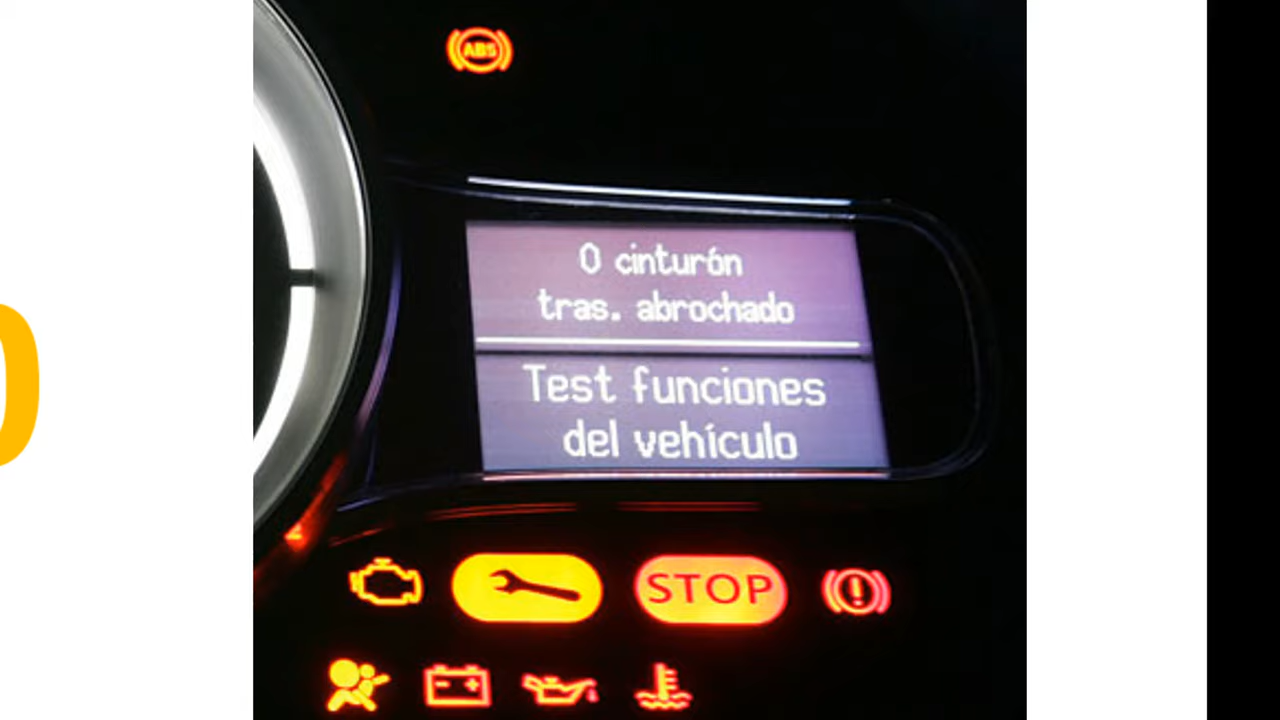 ABS
0 cinturón
tras. abrochado
Test funciones
del vehículo
STOP